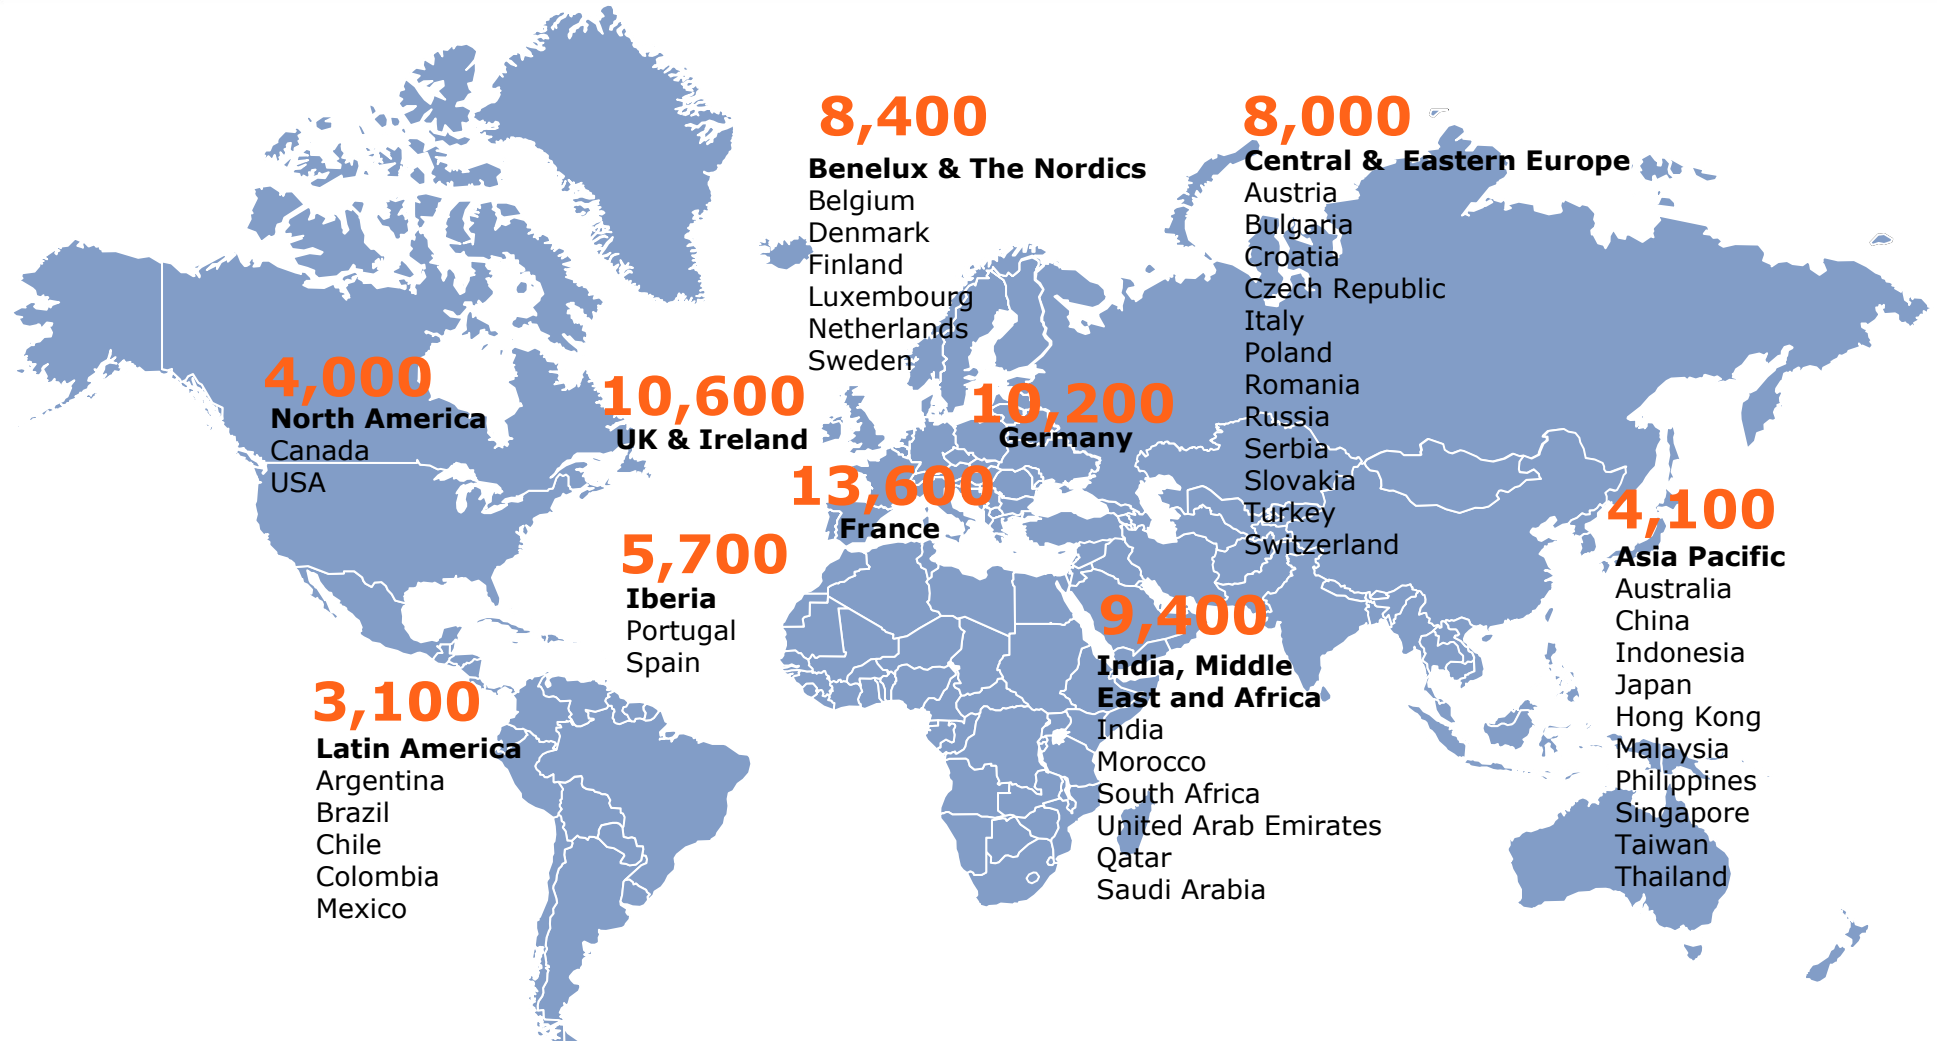 8,400
Benelux & The Nordics
Belgium
Denmark
Finland
Luxembourg
Netherlands
Sweden
8,000
Central & Eastern Europe
Austria
Bulgaria
Croatia
Czech Republic
Italy
Poland
Romania
Russia
Serbia
Slovakia
Turkey
Switzerland
4,000
North America
Canada
USA
10,600
UK & Ireland
10,200
Germany
13,600
France
5,700
Iberia
Portugal
Spain
4,100
Asia Pacific
Australia
China
Indonesia
Japan
Hong Kong
Malaysia
Philippines
Singapore
Taiwan
Thailand
9,400
India, Middle
East and Africa
India
Morocco
South Africa
United Arab Emirates
Qatar
Saudi Arabia
3,100
Latin America
Argentina
Brazil
Chile
Colombia
Mexico